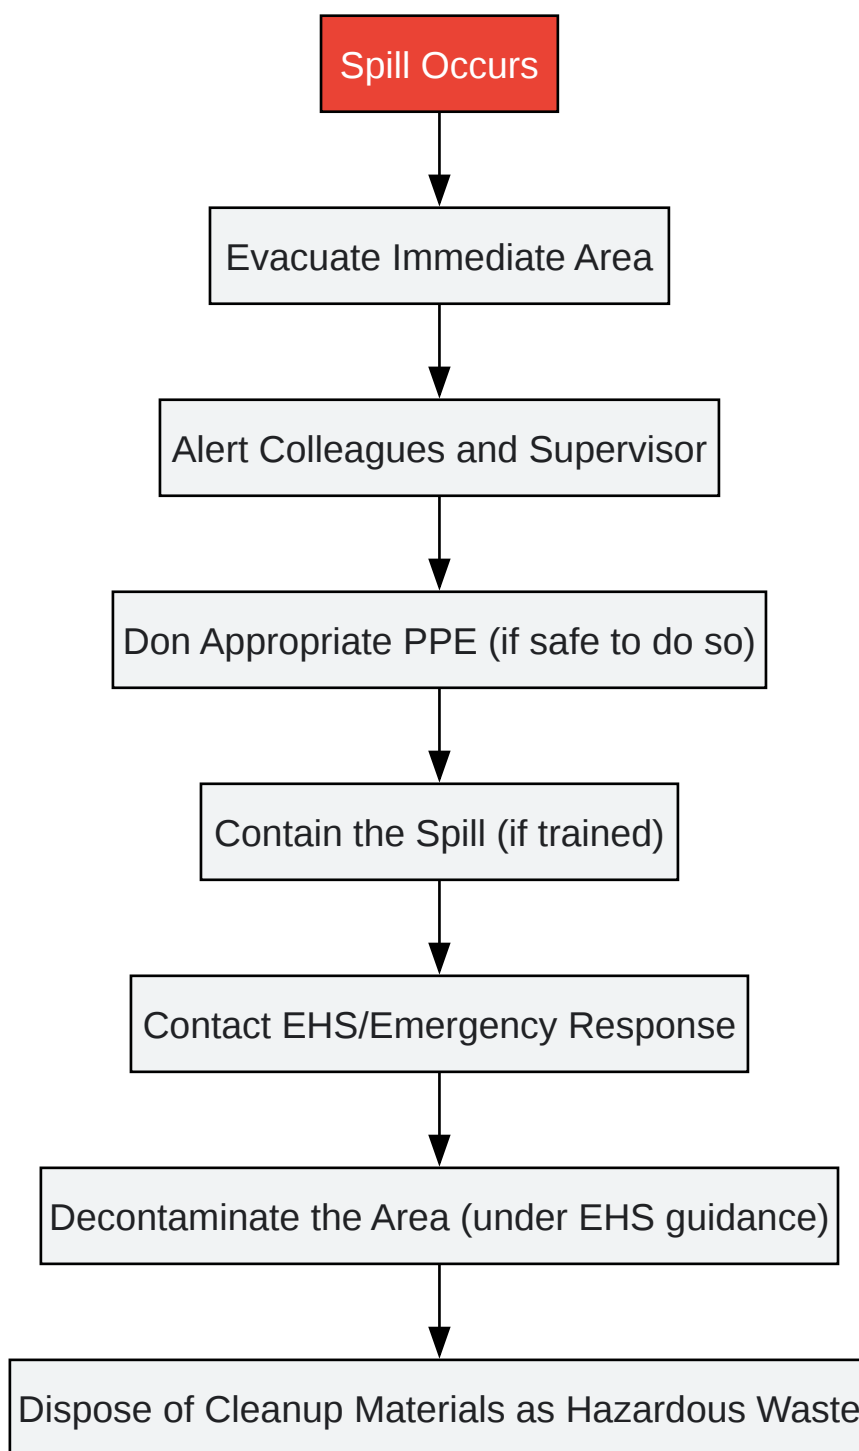 Spill Occurs
Evacuate Immediate Area
Alert Colleagues and Supervisor
Don Appropriate PPE (if safe to do so)
Contain the Spill (if trained)
Contact EHS/Emergency Response
Decontaminate the Area (under EHS guidance)
Dispose of Cleanup Materials as Hazardous Waste